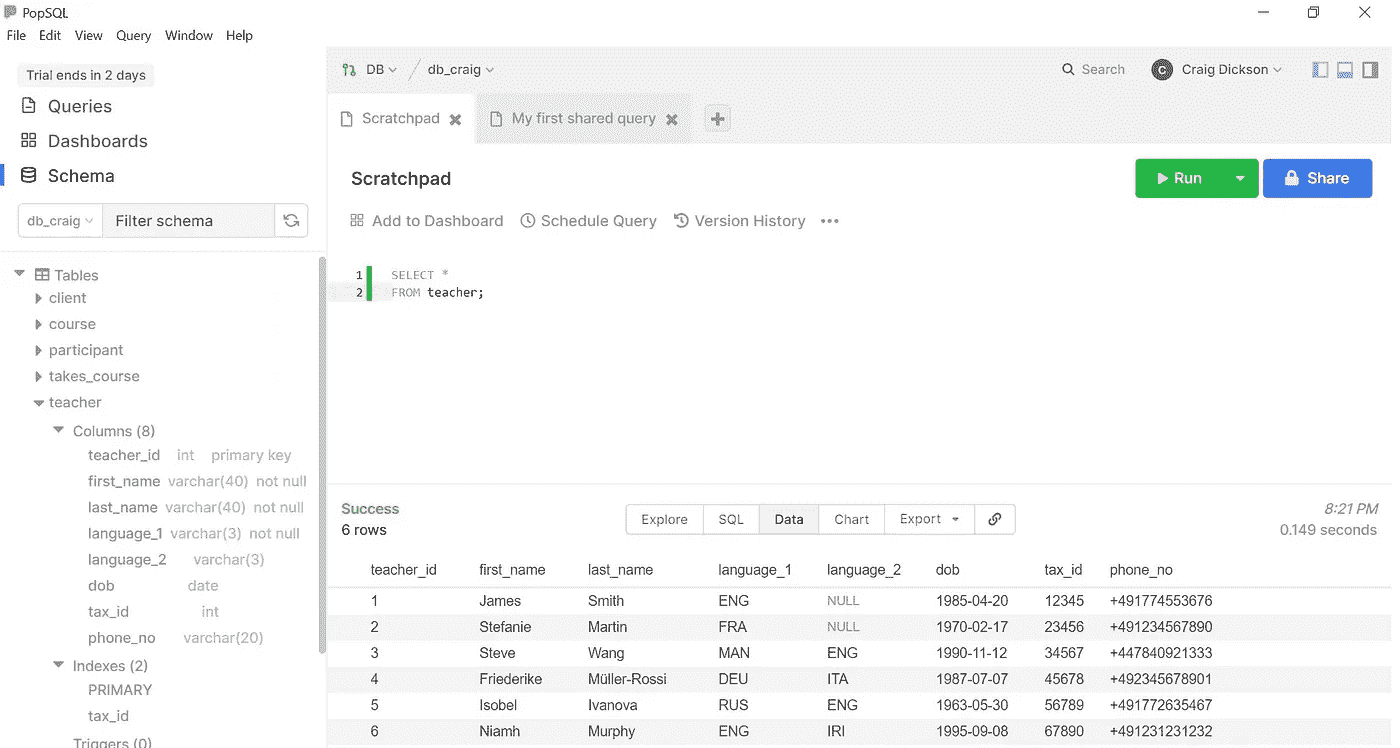 PopSQL
File Edit View Query Window Help
Trial ends in 2 days
Queries
Dashboards
Schema
db_craig Filter schema
Tables
client
course
participant
takes_course
teacher
Columns (8)
teacher_id int primary key
first_name varchar(40) not null
last_name varchar(40) not null
language_1 varchar(3) not null
language_2 varchar(3)
dob date
tax_id int
phone_no varchar(20)
Indexes (2)
PRIMARY
tax_id
Triggers (0)
DB / db_craig Search C Craig Dickson
Scratchpad My first shared query
Scratchpad Run Share
Add to Dashboard Schedule Query Version History
1 SELECT *
2 FROM teacher;
Success Explore SQL Data Chart Export 8:21 PM
6 rows 0.149 seconds
teacher_id first_name last_name language_1 language_2 dob tax_id phone_no
1 James Smith ENG NULL 1985-04-20 12345 +491774553676
2 Stefanie Martin FRA NULL 1970-02-17 23456 +491234567890
3 Steve Wang MAN ENG 1990-11-12 34567 +447840921333
4 Friederike Müller-Rossi DEU ITA 1987-07-07 45678 +492345678901
5 Isobel Ivanova RUS ENG 1963-05-30 56789 +491772635467
6 Niamh Murphy ENG IRI 1995-09-08 67890 +491231231232